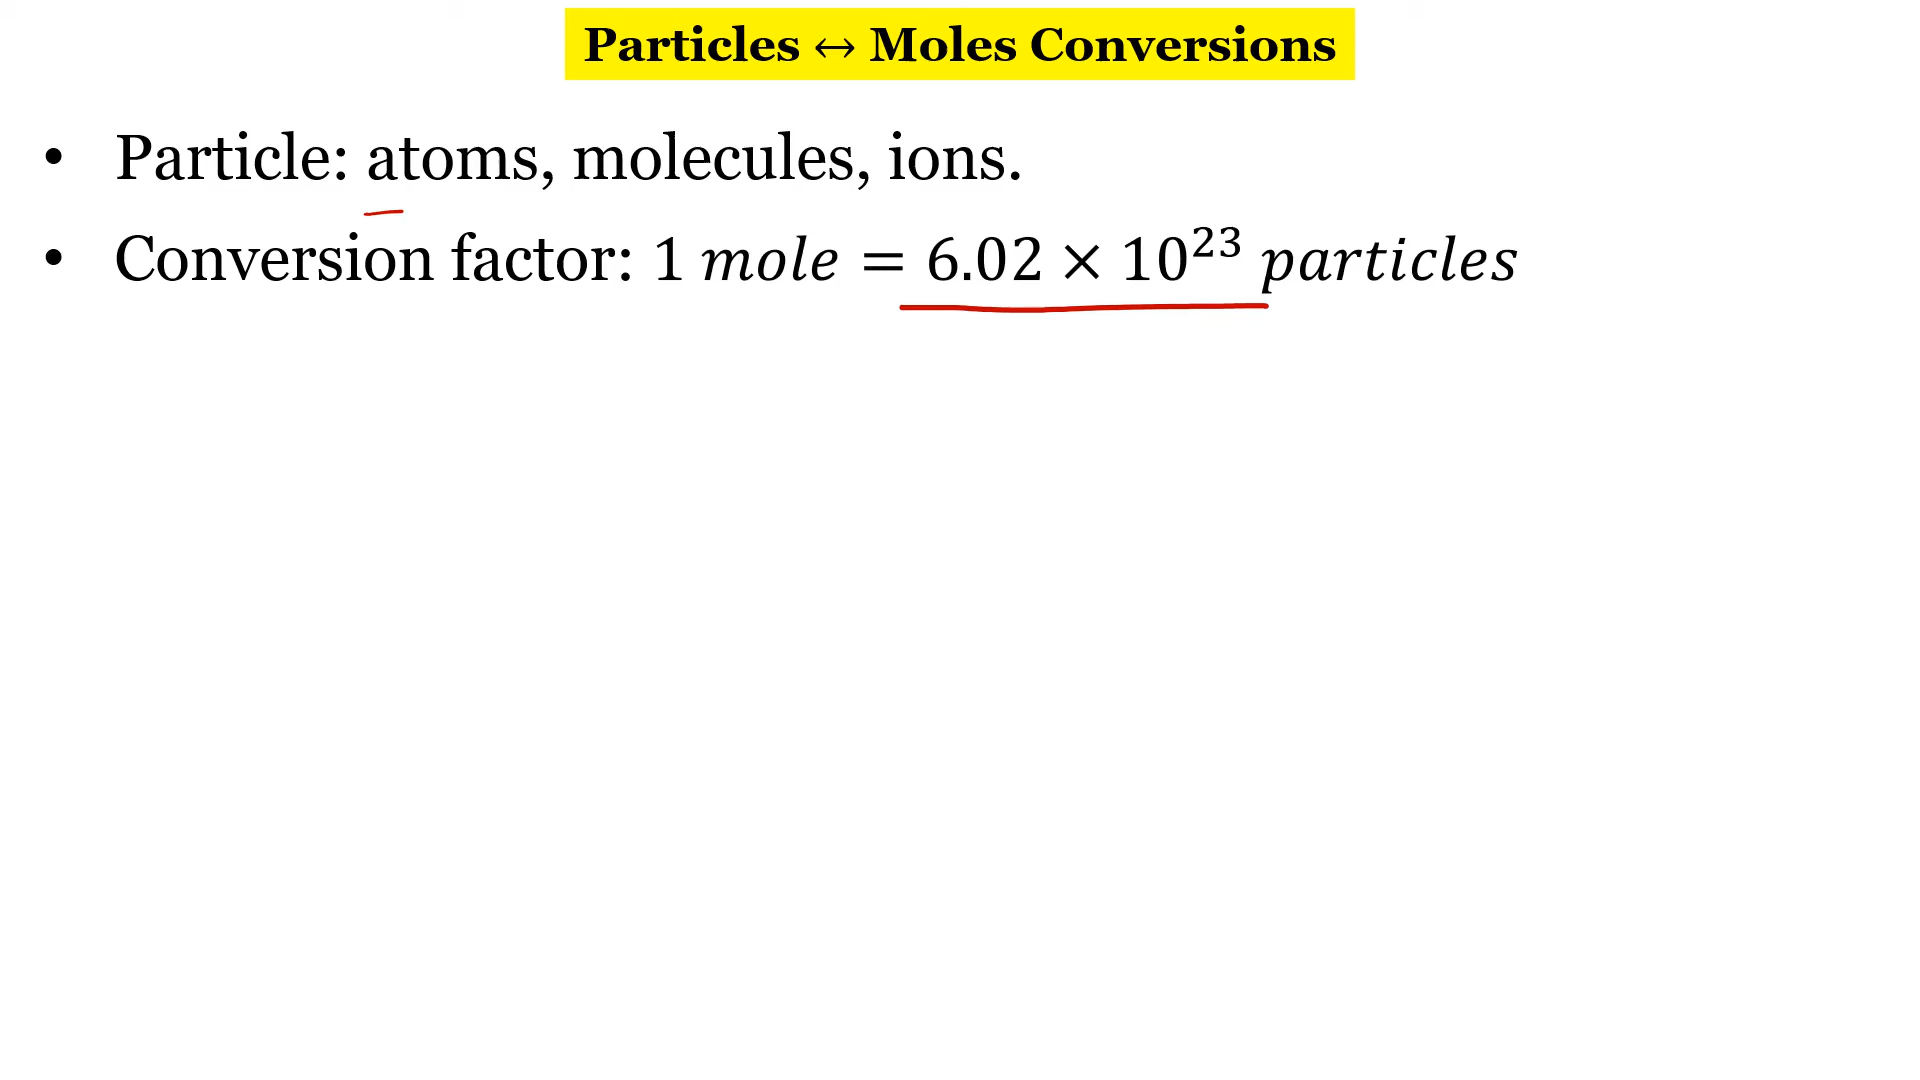 Particles ↔ Moles Conversions
• Particle: atoms, molecules, ions.
• Conversion factor: 1 mole = 6.02 × 10²³ particles